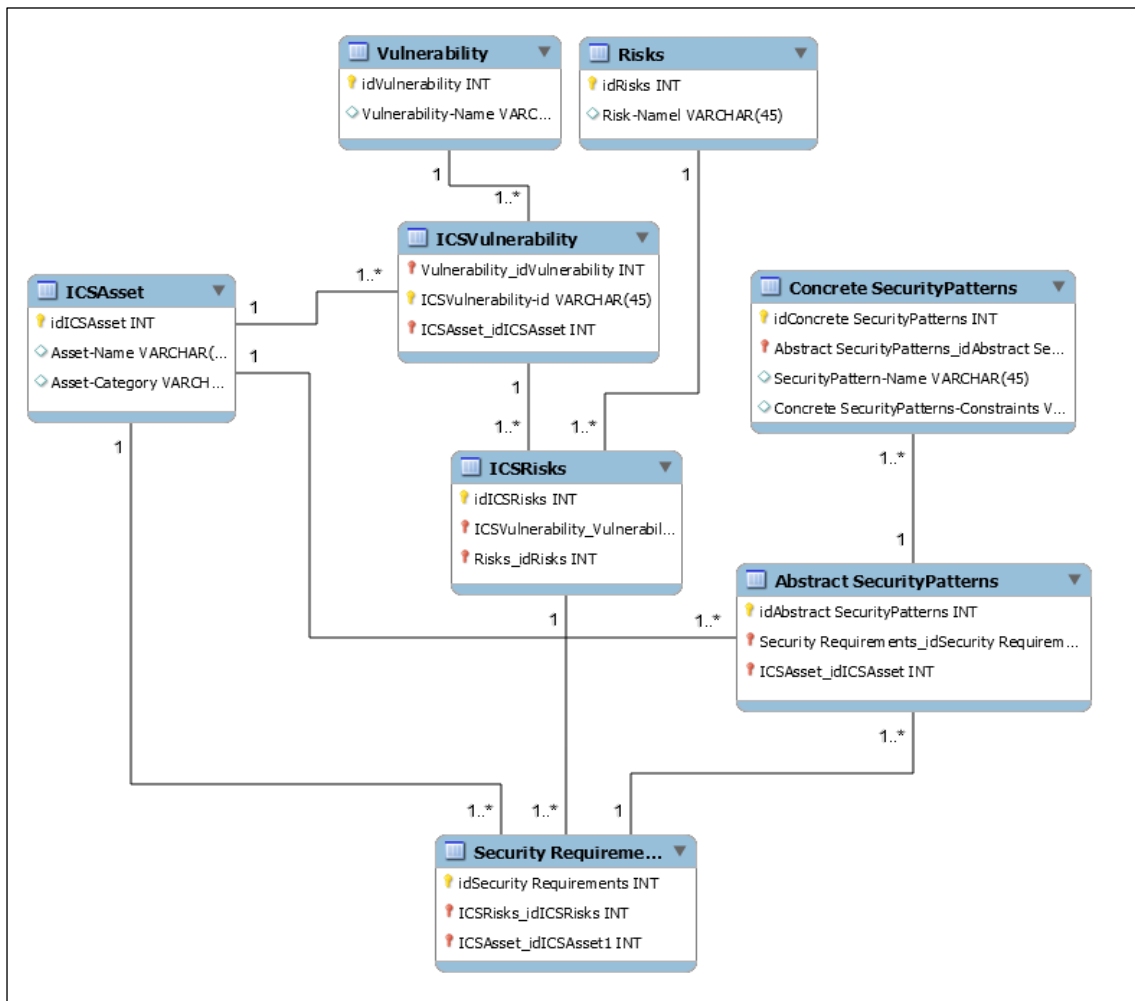 Vulnerability
idVulnerability INT
Vulnerability-Name VARC...
Risks
idRisks INT
Risk-Namel VARCHAR(45)
1
1
1..*
ICSVulnerability
Vulnerability_idVulnerability INT
ICSVulnerability-id VARCHAR(45)
ICSAsset_idICSAsset INT
1..*
1
1
ICSAsset
idICSAsset INT
Asset-Name VARCHAR(...
Asset-Category VARCH...
1
Concrete SecurityPatterns
idConcrete SecurityPatterns INT
Abstract SecurityPatterns_idAbstract Se...
SecurityPattern-Name VARCHAR(45)
Concrete SecurityPatterns-Constraints V...
1
1..*
1..*
1..*
1
ICSRisks
idICSRisks INT
ICSVulnerability_Vulnerabil...
Risks_idRisks INT
1
1..*
Abstract SecurityPatterns
idAbstract SecurityPatterns INT
Security Requirements_idSecurity Requirem...
ICSAsset_idICSAsset INT
1..*
1..*
1..*
1
Security Requireme...
idSecurity Requirements INT
ICSRisks_idICSRisks INT
ICSAsset_idICSAsset1 INT